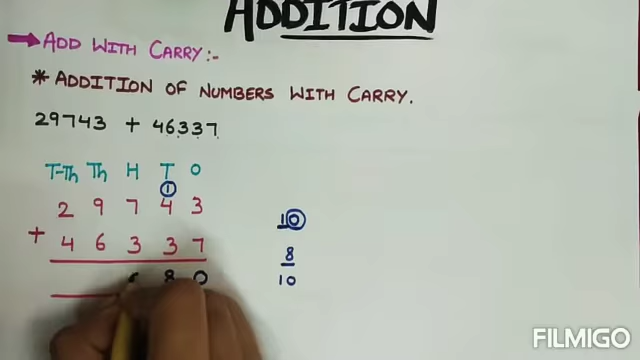 ADDITION
ADD WITH CARRY:-
* ADDITION OF NUMBERS WITH CARRY.
29743 + 46337
T-Th Th H T O
1
2 9 7 4 3
+ 4 6 3 3 7
8 0
10
8
10
FILMIGO